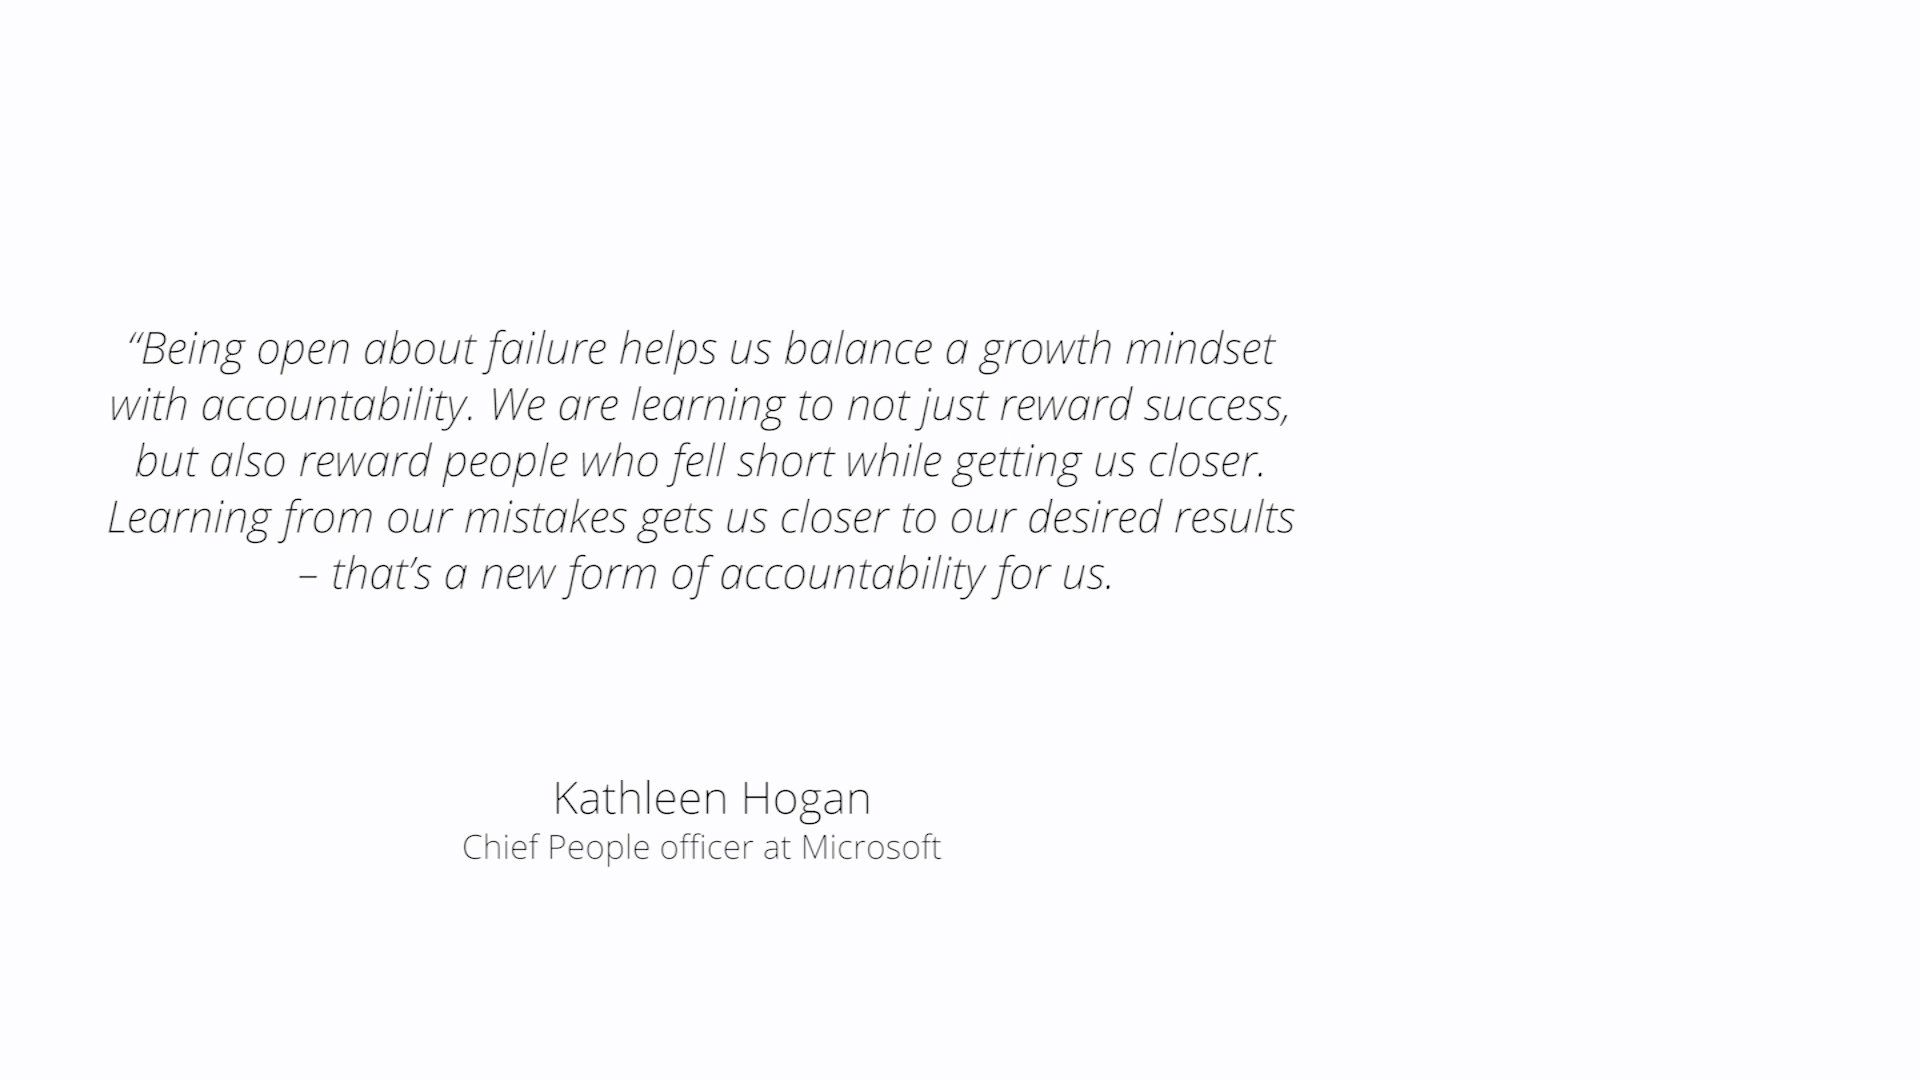 “Being open about failure helps us balance a growth mindset
with accountability. We are learning to not just reward success,
but also reward people who fell short while getting us closer.
Learning from our mistakes gets us closer to our desired results
– that’s a new form of accountability for us.
Kathleen Hogan
Chief People officer at Microsoft